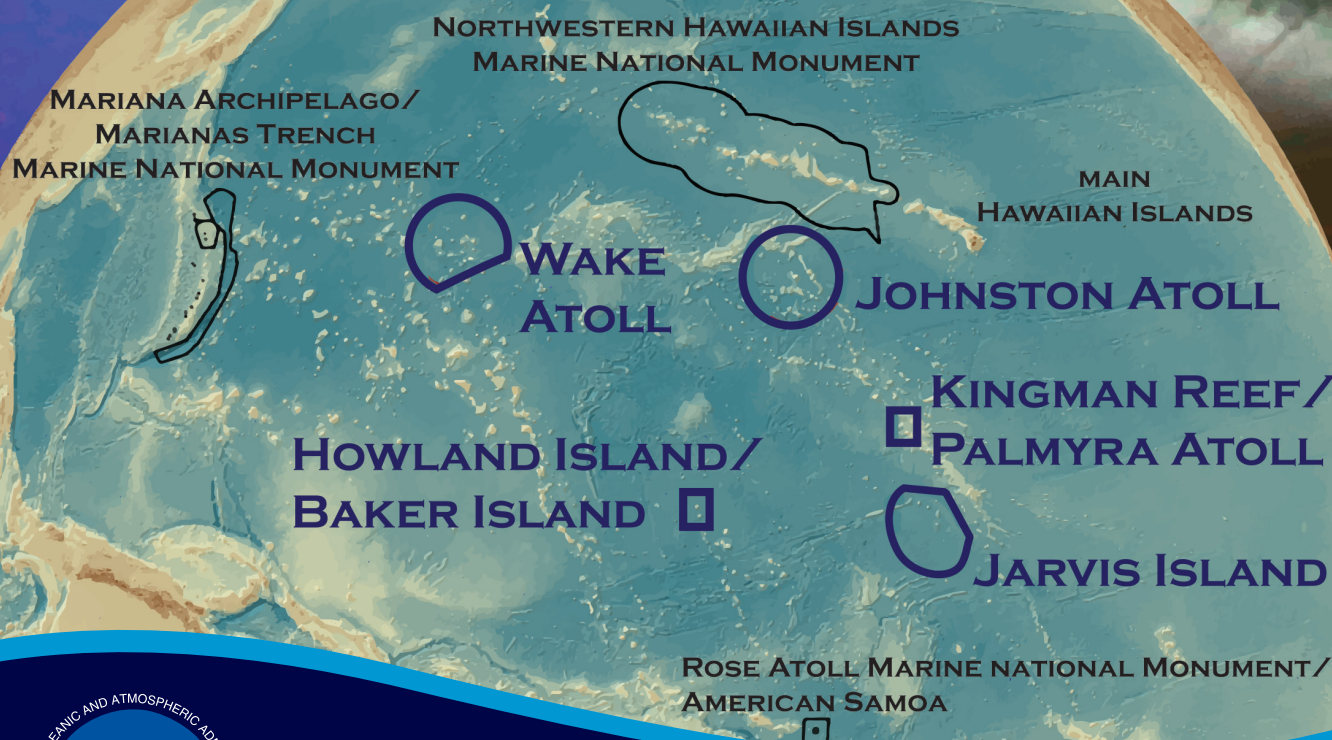 NORTHWESTERN HAWAIIAN ISLANDS
MARINE NATIONAL MONUMENT
MARIANA ARCHIPELAGO/
MARIANAS TRENCH
MARINE NATIONAL MONUMENT
MAIN
HAWAIIAN ISLANDS
WAKE
ATOLL
JOHNSTON ATOLL
KINGMAN REEF/
PALMYRA ATOLL
HOWLAND ISLAND/
BAKER ISLAND
JARVIS ISLAND
ROSE ATOLL MARINE NATIONAL MONUMENT/
AMERICAN SAMOA
AND ATMOSPHERIC